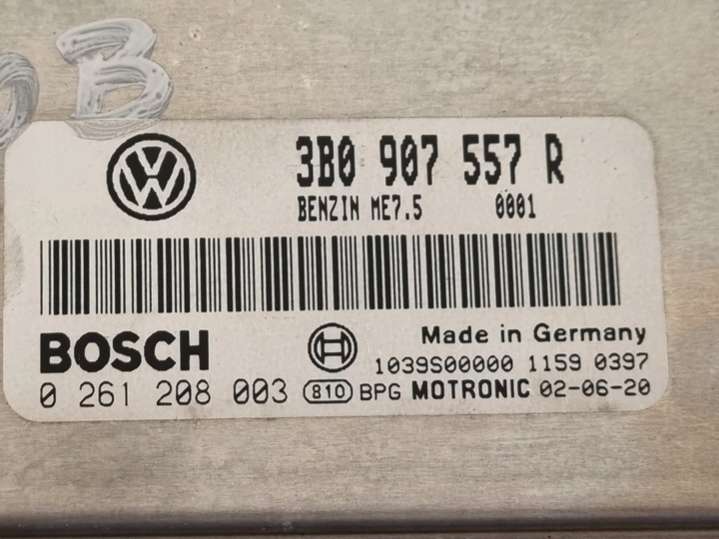 0B
3B0 907 557 R
BENZIN ME7.5 0001
BOSCH
Made in Germany
1039S00000 1159 0397
0 261 208 003 810 BPG MOTRONIC 02-06-20